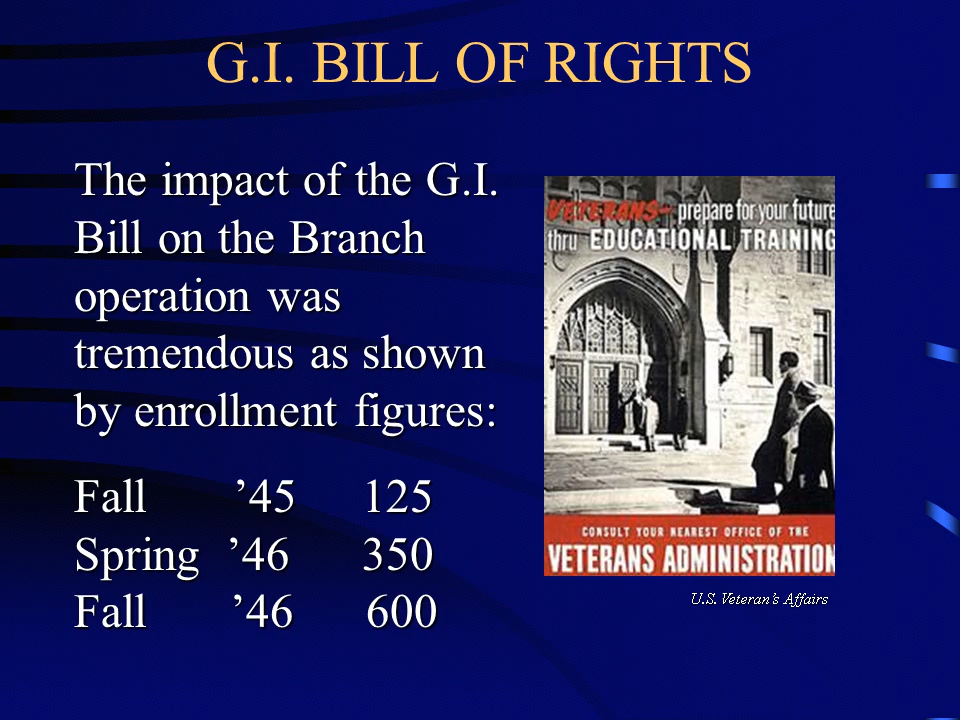 G.I. BILL OF RIGHTS
The impact of the G.I.
Bill on the Branch
operation was
tremendous as shown
by enrollment figures:
Fall ’45 125
Spring ’46 350
Fall ’46 600
VETERANS- prepare for your future
thru EDUCATIONAL TRAINING
CONSULT YOUR NEAREST OFFICE OF THE
VETERANS ADMINISTRATION
U.S. Veteran’s Affairs